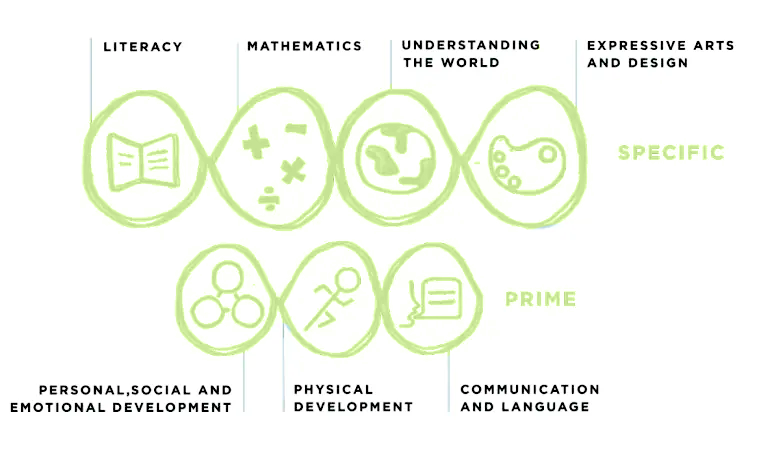 LITERACY
MATHEMATICS
UNDERSTANDING
THE WORLD
EXPRESSIVE ARTS
AND DESIGN
SPECIFIC
PRIME
PERSONAL,SOCIAL AND
EMOTIONAL DEVELOPMENT
PHYSICAL
DEVELOPMENT
COMMUNICATION
AND LANGUAGE